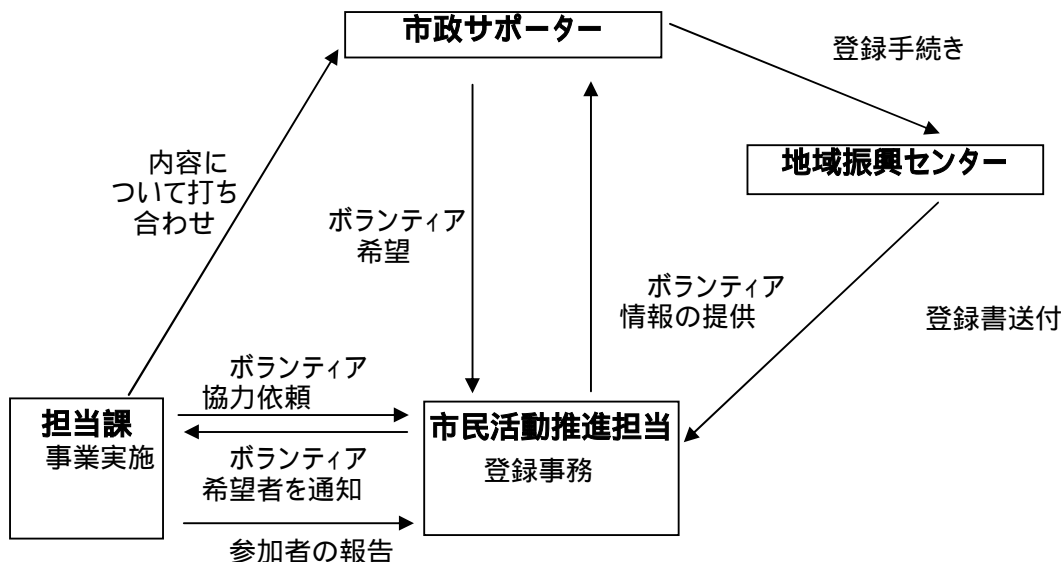 市政サポーター
登録手続き
地域振興センター
内容に
ついて打ち
合わせ
ボランティア
希望
ボランティア
情報の提供
登録書送付
ボランティア
協力依頼
担当課
事業実施
市民活動推進担当
登録事務
ボランティア
希望者を通知
参加者の報告